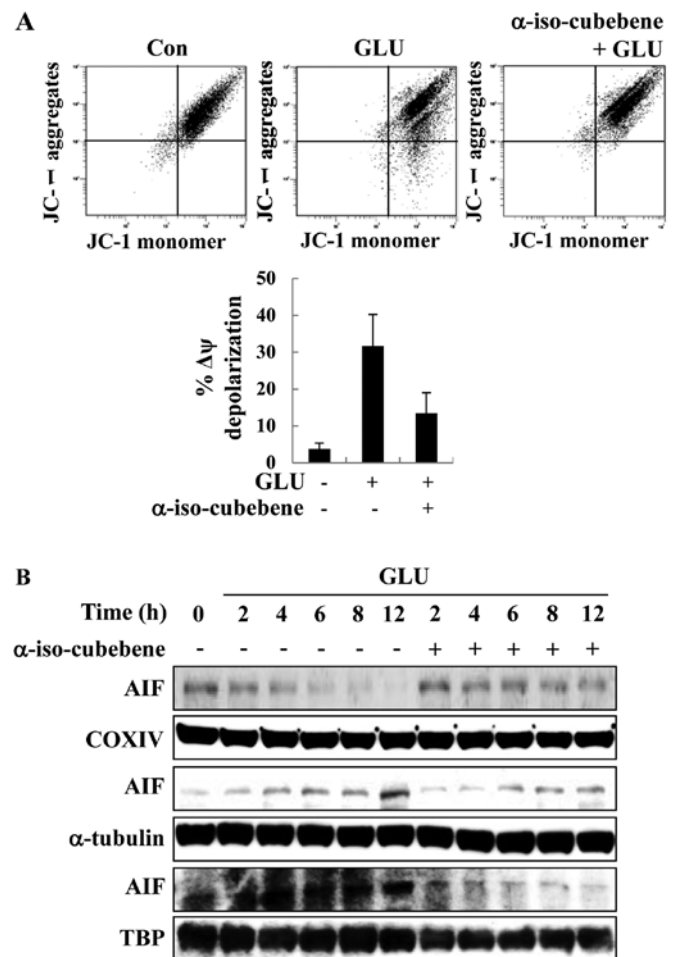 A
Con
GLU
α-iso-cubebene
+ GLU
JC-1 aggregates
JC-1 aggregates
JC-1 aggregates
JC-1 monomer
JC-1 monomer
JC-1 monomer
% Δψ
depolarization
50
40
30
20
10
0
GLU - + +
α-iso-cubebene - - +
B
GLU
Time (h) 0 2 4 6 8 12 2 4 6 8 12
α-iso-cubebene - - - - - - + + + + +
AIF
COXIV
AIF
α-tubulin
AIF
TBP